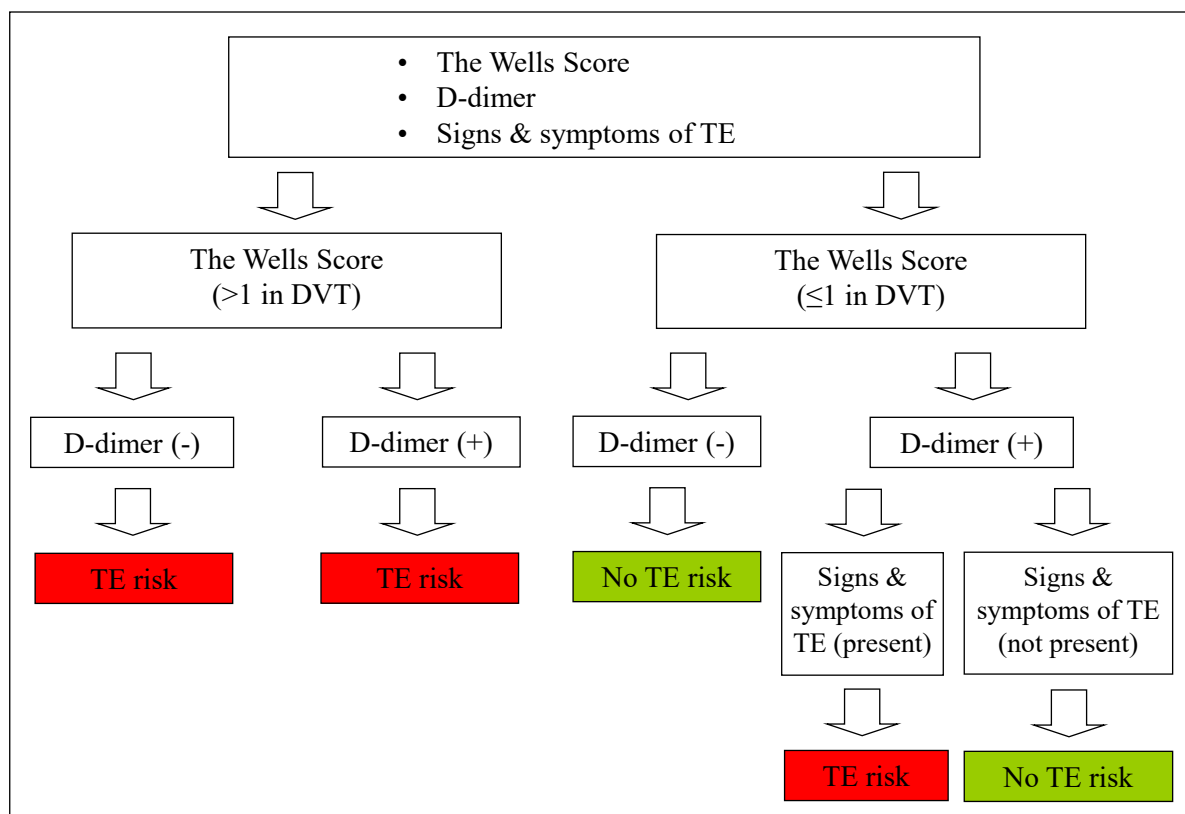 • The Wells Score
• D-dimer
• Signs & symptoms of TE
The Wells Score
(>1 in DVT)
The Wells Score
(≤1 in DVT)
D-dimer (-)
D-dimer (+)
D-dimer (-)
D-dimer (+)
TE risk
TE risk
No TE risk
Signs &
symptoms of
TE (present)
Signs &
symptoms of TE
(not present)
TE risk
No TE risk